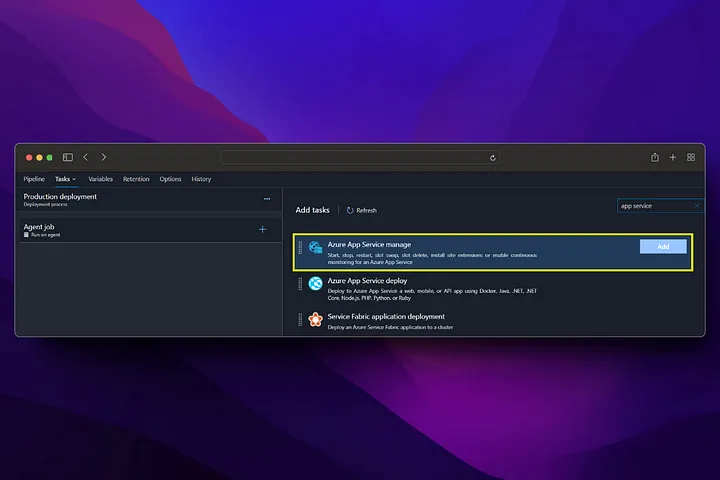 Pipeline Tasks Variables Retention Options History
Production deployment
Deployment process
Agent job
Run on agent
Add tasks Refresh
app service
Azure App Service manage
Start, stop, restart, slot swap, slot delete, install site extensions or enable continuous
monitoring for an Azure App Service
Add
Azure App Service deploy
Deploy to Azure App Service a web, mobile, or API app using Docker, Java, .NET, .NET
Core, Node.js, PHP, Python, or Ruby
Service Fabric application deployment
Deploy an Azure Service Fabric application to a cluster